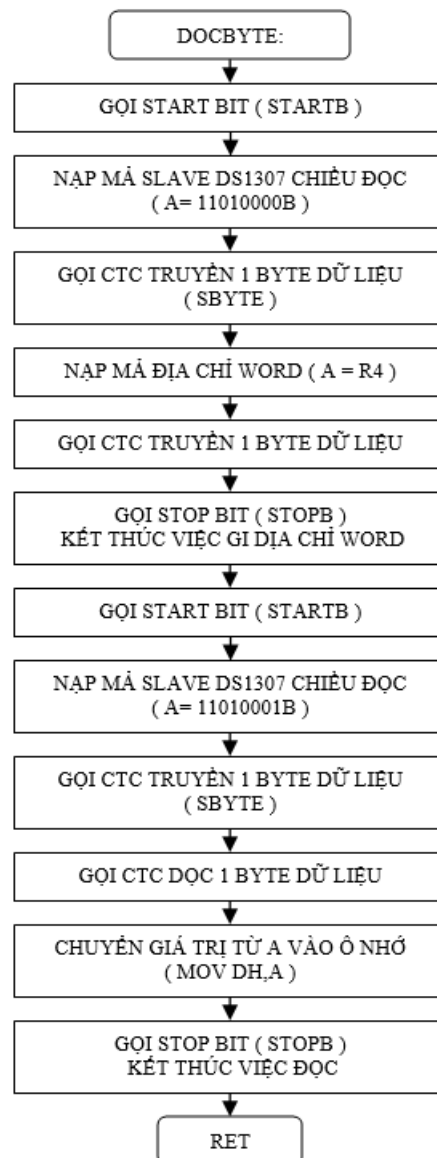 DOCBYTE:
GỌI START BIT ( STARTB )
NẠP MẢ SLAVE DS1307 CHIỀU ĐỌC
( A= 11010000B )
GỌI CTC TRUYỀN 1 BYTE DỮ LIỆU
( SBYTE )
NẠP MẢ ĐỊA CHỈ WORD ( A = R4 )
GỌI CTC TRUYỀN 1 BYTE DỮ LIỆU
GỌI STOP BIT ( STOPB )
KẾT THÚC VIỆC GI DỊA CHỈ WORD
GỌI START BIT ( STARTB )
NẠP MẢ SLAVE DS1307 CHIỀU ĐỌC
( A= 11010001B )
GỌI CTC TRUYỀN 1 BYTE DỮ LIỆU
( SBYTE )
GỌI CTC DỌC 1 BYTE DỮ LIỆU
CHUYỂN GIÁ TRỊ TỪ A VÀO Ô NHỚ
( MOV DH,A )
GỌI STOP BIT ( STOPB )
KẾT THÚC VIỆC ĐỌC
RET